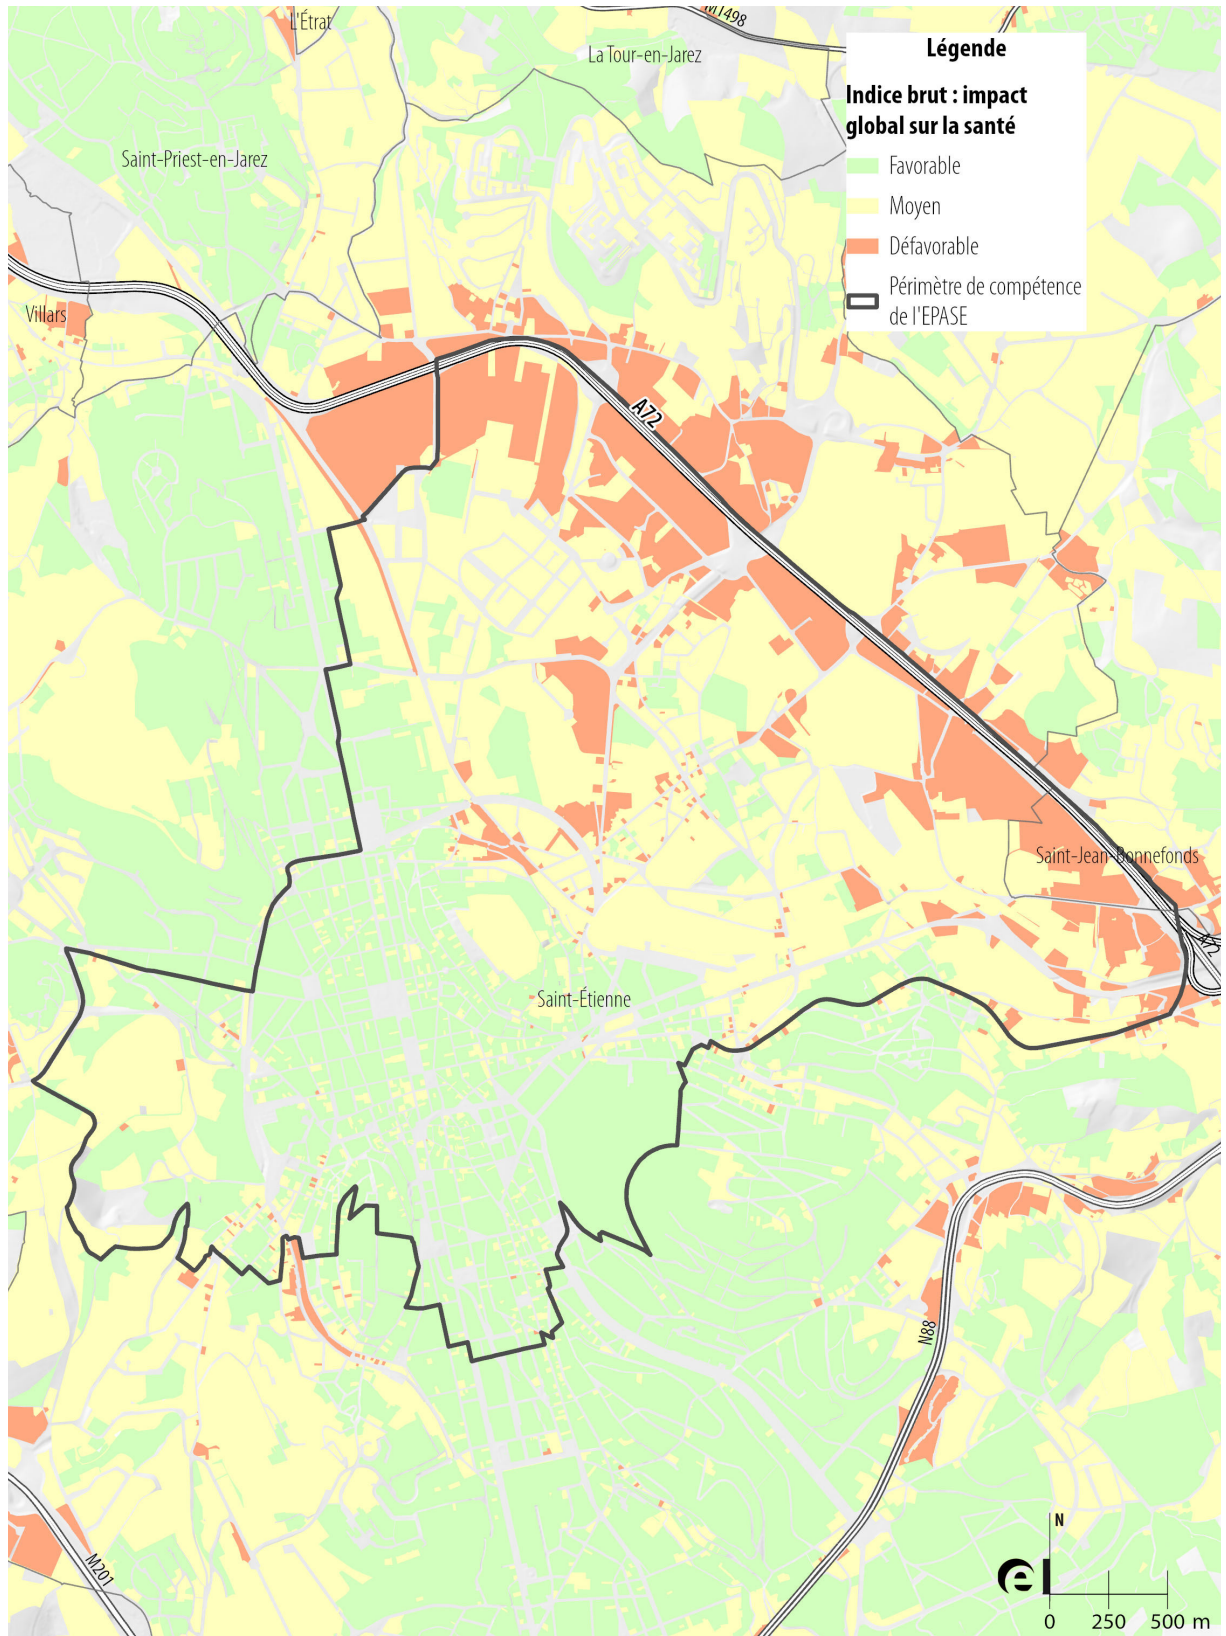 L'Étrat
M1498
La Tour-en-Jarez
Légende
Indice brut : impact
global sur la santé
Favorable
Moyen
Défavorable
Périmètre de compétence
de l'EPASE
Saint-Priest-en-Jarez
Villars
A72
Saint-Jean-Bonnefonds
Saint-Étienne
N88
M201
N
0 250 500 m